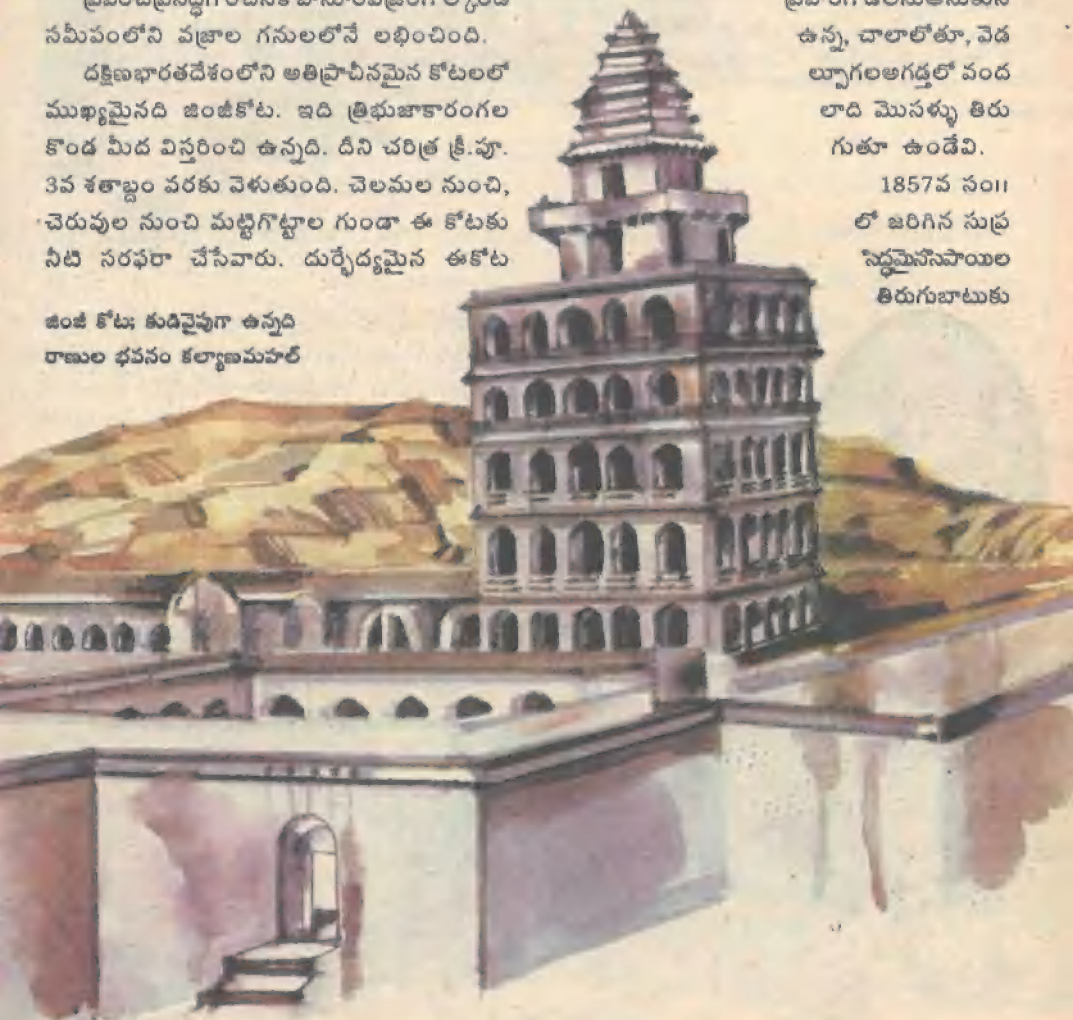 సమీపంలోని వజ్రాల గనులలోనే లభించింది.
దక్షిణభారతదేశంలోని అతిప్రాచీనమైన కోటలలో
ముఖ్యమైనది జింజీకోట. ఇది త్రిభుజాకారంగల
కొండ మీద విస్తరించి ఉన్నది. దీని చరిత్ర క్రీ.పూ.
3వ శతాబ్దం వరకు వెళుతుంది. చెలమల నుంచి,
చెరువుల నుంచి మట్టిగొట్టాల గుండా ఈ కోటకు
నీటి సరఫరా చేసేవారు. దుర్భేద్యమైన ఈకోట
జింజీ కోట; కుడివైపుగా ఉన్నది
రాణుల భవనం కల్యాణమహల్
ఉన్న, చాలాలోతూ, వెడ
ల్పూగలఅగడ్తలో వంద
లాది మొసళ్ళు తిరు
గుతూ ఉండేవి.
1857వ సం॥
లో జరిగిన సుప్ర
సిద్ధమైనసిపాయిల
తిరుగుబాటుకు